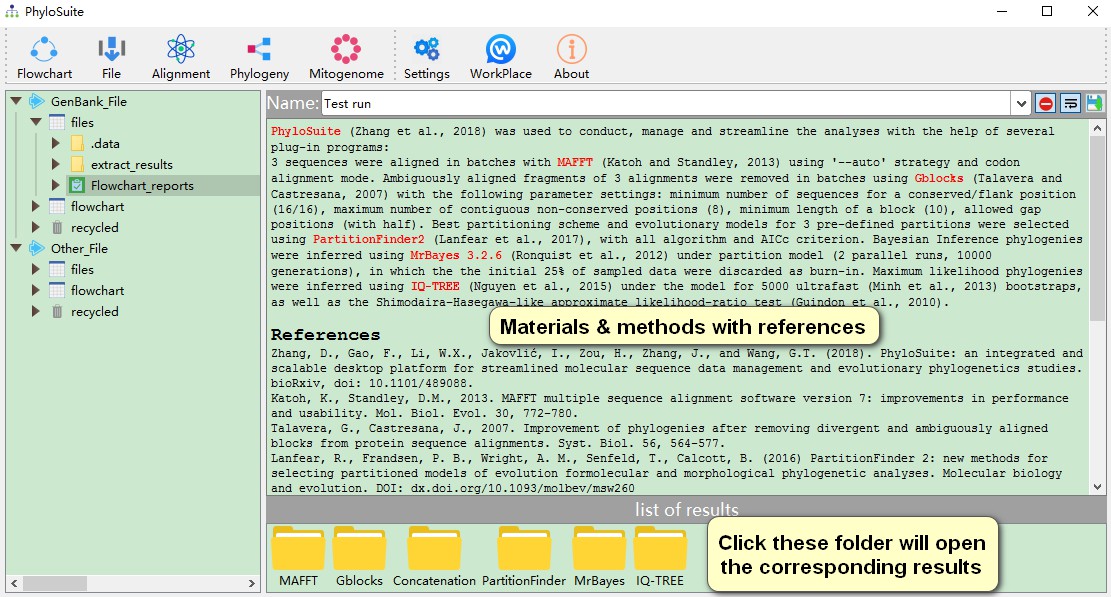 PhyloSuite
Flowchart File Alignment Phylogeny Mitogenome Settings WorkPlace About
GenBank_File
files
.data
extract_results
Flowchart_reports
flowchart
recycled
Other_File
files
flowchart
recycled
Name: Test run
PhyloSuite (Zhang et al., 2018) was used to conduct, manage and streamline the analyses with the help of several
plug-in programs:
3 sequences were aligned in batches with MAFFT (Katoh and Standley, 2013) using '--auto' strategy and codon
alignment mode. Ambiguously aligned fragments of 3 alignments were removed in batches using Gblocks (Talavera and
Castresana, 2007) with the following parameter settings: minimum number of sequences for a conserved/flank position
(16/16), maximum number of contiguous non-conserved positions (8), minimum length of a block (10), allowed gap
positions (with half). Best partitioning scheme and evolutionary models for 3 pre-defined partitions were selected
using PartitionFinder2 (Lanfear et al., 2017), with all algorithm and AICc criterion. Bayesian Inference phylogenies
were inferred using MrBayes 3.2.6 (Ronquist et al., 2012) under partition model (2 parallel runs, 10000
generations), in which the the initial 25% of sampled data were discarded as burn-in. Maximum likelihood phylogenies
were inferred using IQ-TREE (Nguyen et al., 2015) under the model for 5000 ultrafast (Minh et al., 2013) bootstraps,
as well as the Shimodaira-Hasegawa-like approximate likelihood-ratio test (Guindon et al., 2010).
Materials & methods with references
References
Zhang, D., Gao, F., Li, W.X., Jakovlić, I., Zou, H., Zhang, J., and Wang, G.T. (2018). PhyloSuite: an integrated and
scalable desktop platform for streamlined molecular sequence data management and evolutionary phylogenetics studies.
bioRxiv, doi: 10.1101/489088.
Katoh, K., Standley, D.M., 2013. MAFFT multiple sequence alignment software version 7: improvements in performance
and usability. Mol. Biol. Evol. 30, 772-780.
Talavera, G., Castresana, J., 2007. Improvement of phylogenies after removing divergent and ambiguously aligned
blocks from protein sequence alignments. Syst. Biol. 56, 564-577.
Lanfear, R., Frandsen, P. B., Wright, A. M., Senfeld, T., Calcott, B. (2016) PartitionFinder 2: new methods for
selecting partitioned models of evolution formolecular and morphological phylogenetic analyses. Molecular biology
and evolution. DOI: dx.doi.org/10.1093/molbev/msw260
list of results
MAFFT Gblocks Concatenation PartitionFinder MrBayes IQ-TREE
Click these folder will open
the corresponding results